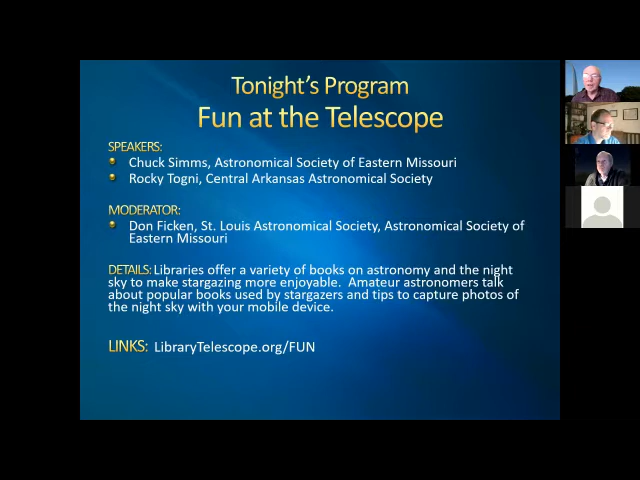 Tonight's Program
Fun at the Telescope
SPEAKERS:
Chuck Simms, Astronomical Society of Eastern Missouri
Rocky Togni, Central Arkansas Astronomical Society
MODERATOR:
Don Ficken, St. Louis Astronomical Society, Astronomical Society of
Eastern Missouri
DETAILS: Libraries offer a variety of books on astronomy and the night
sky to make stargazing more enjoyable.  Amateur astronomers talk
about popular books used by stargazers and tips to capture photos of
the night sky with your mobile device.
LINKS: LibraryTelescope.org/FUN